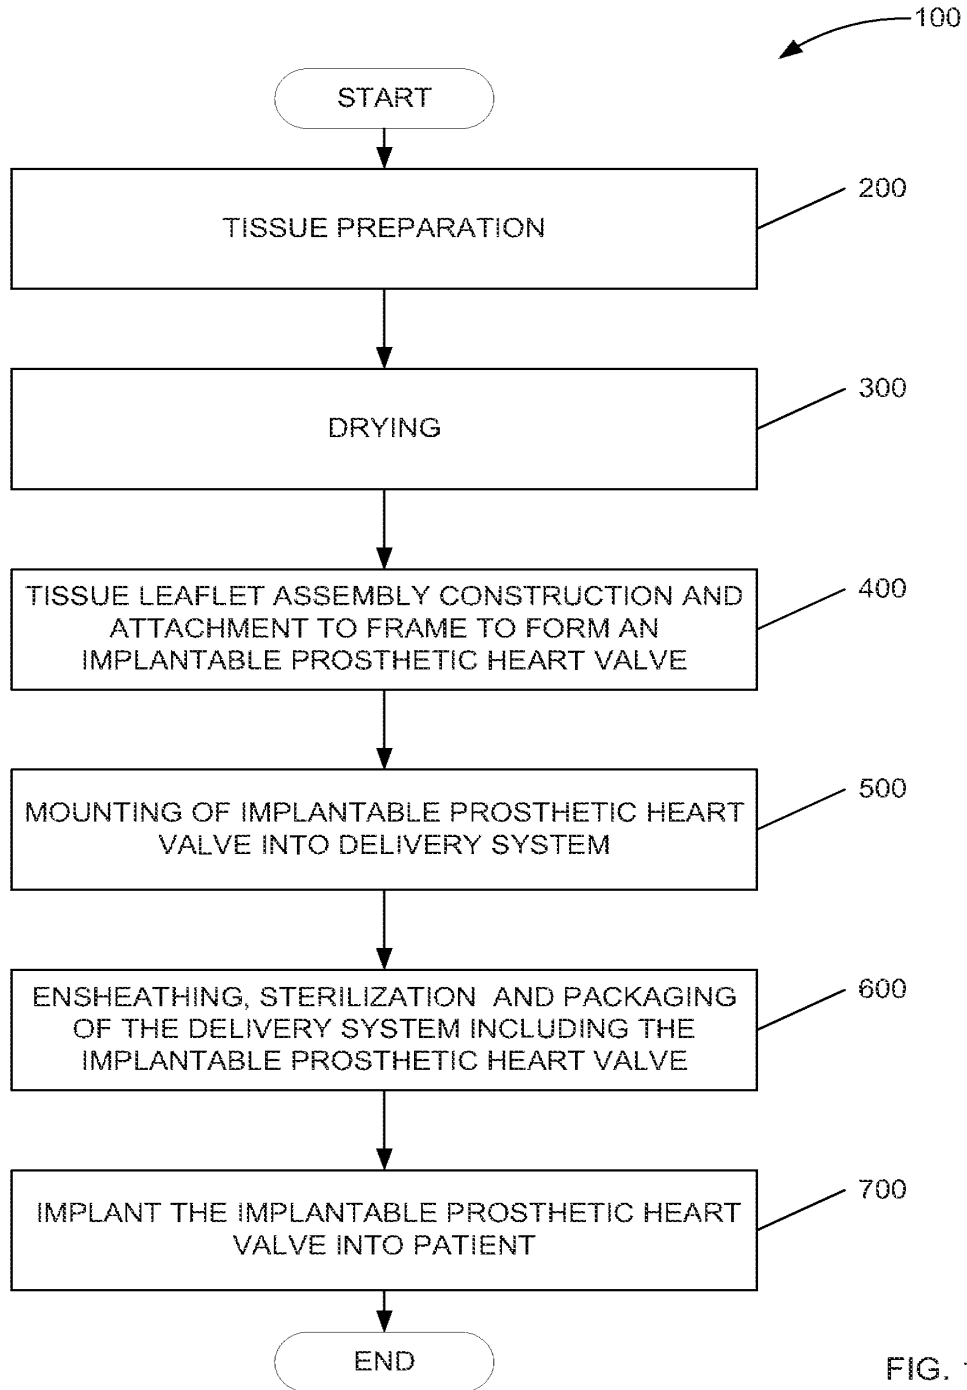 100
START
200
TISSUE PREPARATION
300
DRYING
400
TISSUE LEAFLET ASSEMBLY CONSTRUCTION AND
ATTACHMENT TO FRAME TO FORM AN
IMPLANTABLE PROSTHETIC HEART VALVE
500
MOUNTING OF IMPLANTABLE PROSTHETIC HEART
VALVE INTO DELIVERY SYSTEM
600
ENSHEATHING, STERILIZATION AND PACKAGING
OF THE DELIVERY SYSTEM INCLUDING THE
IMPLANTABLE PROSTHETIC HEART VALVE
700
IMPLANT THE IMPLANTABLE PROSTHETIC HEART
VALVE INTO PATIENT
END
FIG.